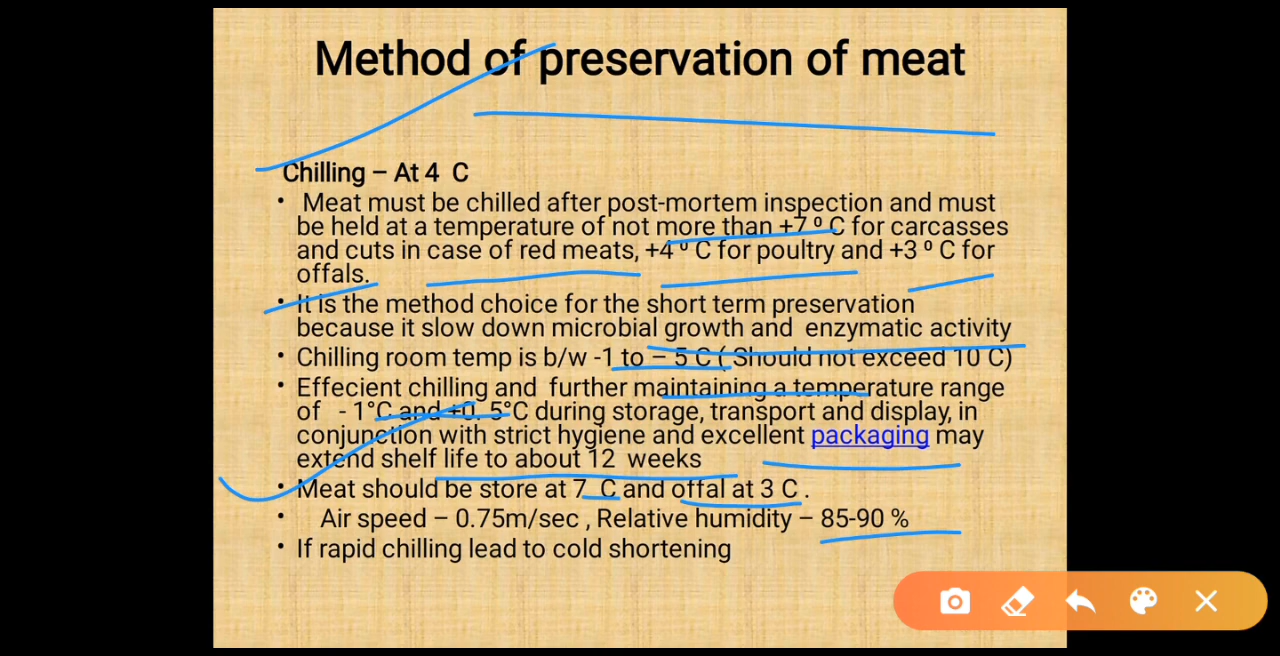 Method of preservation of meat
Chilling – At 4 C
• Meat must be chilled after post-mortem inspection and must
be held at a temperature of not more than +7 º C for carcasses
and cuts in case of red meats, +4 º C for poultry and +3 º C for
offals.
• It is the method choice for the short term preservation
because it slow down microbial growth and enzymatic activity
• Chilling room temp is b/w -1 to – 5 C ( Should not exceed 10 C)
• Effecient chilling and further maintaining a temperature range
of - 1°C and +0. 5°C during storage, transport and display, in
conjunction with strict hygiene and excellent packaging may
extend shelf life to about 12 weeks
• Meat should be store at 7 C and offal at 3 C .
• Air speed – 0.75m/sec , Relative humidity – 85-90 %
• If rapid chilling lead to cold shortening